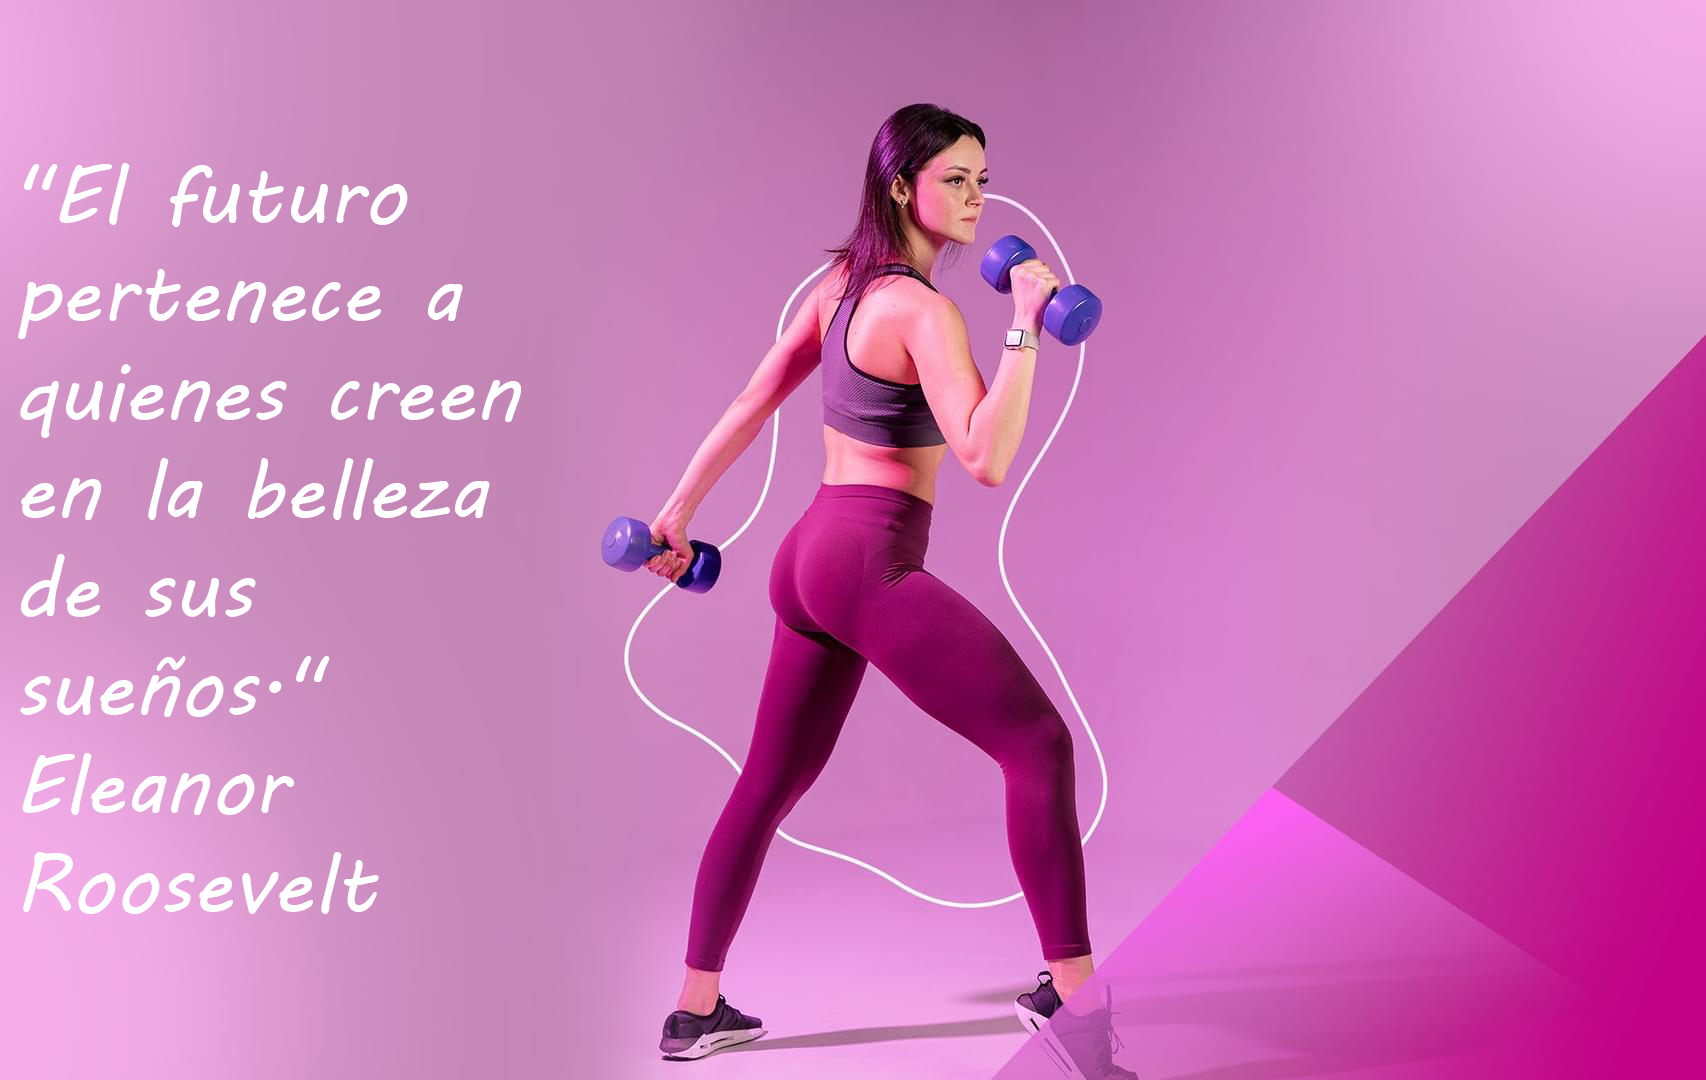 “El futuro
pertenece a
quienes creen
en la belleza
de sus
sueños.“
Eleanor
Roosevelt